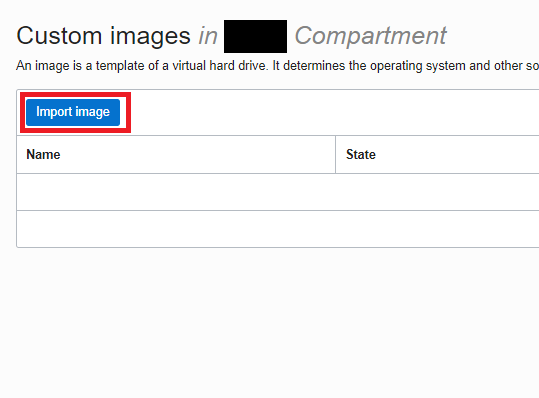 Custom images in Compartment
An image is a template of a virtual hard drive. It determines the operating system and other so
Import image
Name State